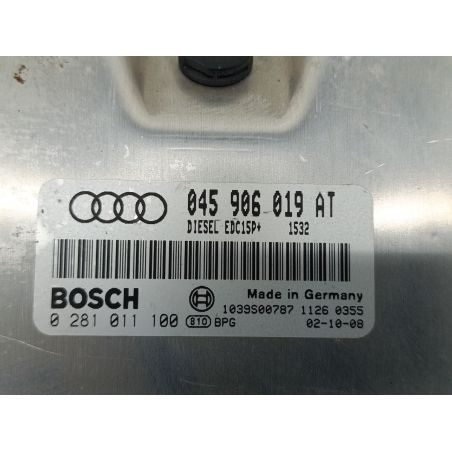 045 906 019 AT
DIESEL EDC15P+ 1532
BOSCH
Made in Germany
1039S00787 1126 0355
0 281 011 100 810 BPG 02-10-08